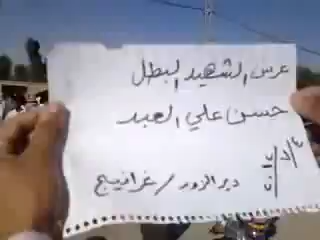 عرس الشهيد البطل
حسن علي العبد
دير الزور / غرانيج